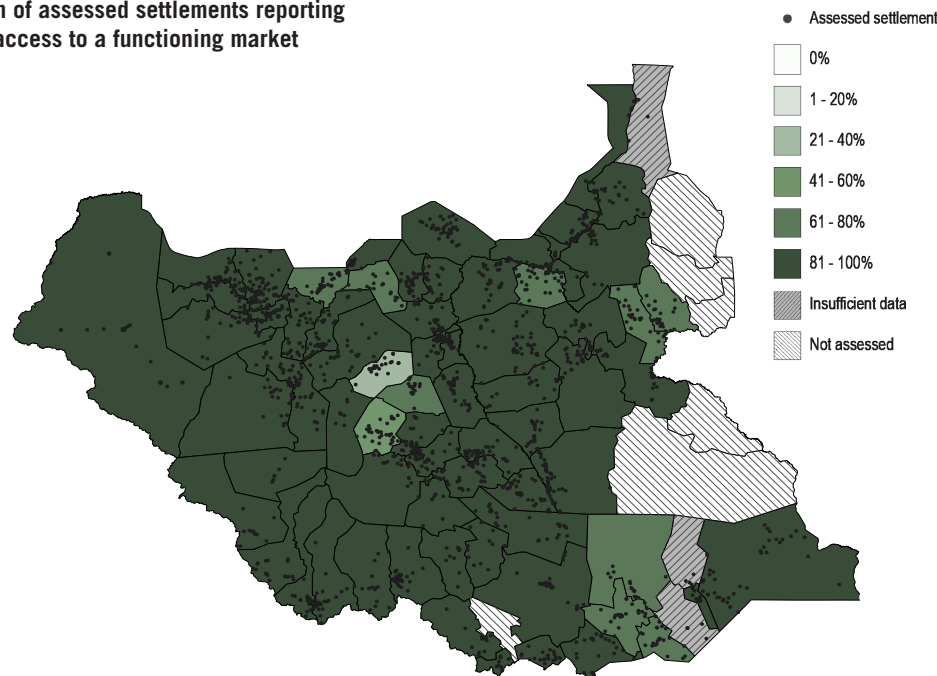 of assessed settlements reporting
access to a functioning market
Assessed settlement
0%
1 - 20%
21 - 40%
41 - 60%
61 - 80%
81 - 100%
Insufficient data
Not assessed